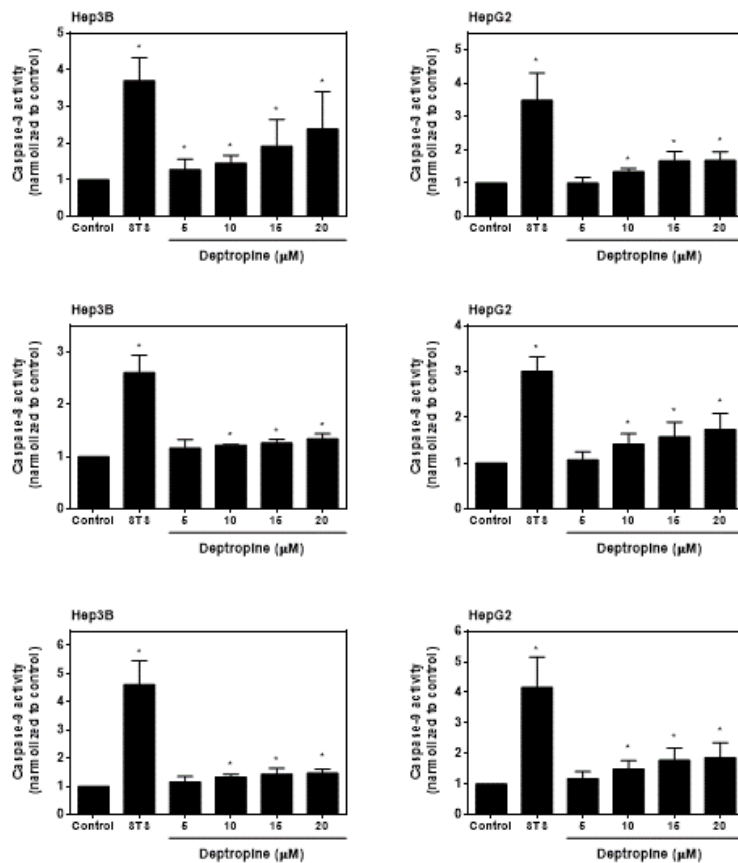 Hep3B
Caspase-3 activity
(narmolized to control)
5
4
3
2
1
0
Control STS 5 10 15 20
Deptropine (µM)
HepG2
Caspase-3 activity
(narmolized to control)
5
4
3
2
1
0
Control STS 5 10 15 20
Deptropine (µM)
Hep3B
Caspase-8 activity
(narmolized to control)
3
2
1
0
Control STS 5 10 15 20
Deptropine (µM)
HepG2
Caspase-8 activity
(narmolized to control)
4
3
2
1
0
Control STS 5 10 15 20
Deptropine (µM)
Hep3B
Caspase-9 activity
(narmolized to control)
6
5
4
3
2
1
0
Control STS 5 10 15 20
Deptropine (µM)
HepG2
Caspase-9 activity
(narmolized to control)
6
5
4
3
2
1
0
Control STS 5 10 15 20
Deptropine (µM)